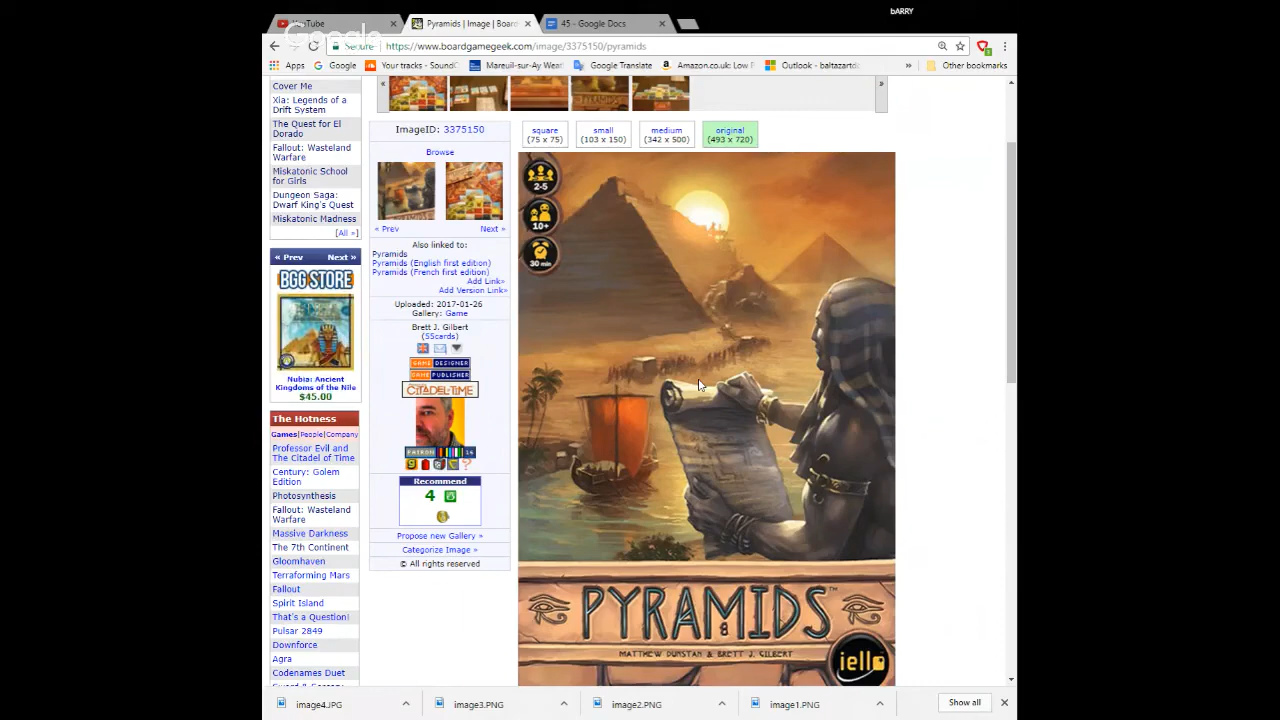 bARRY
YouTube
Pyramids | Image | Board
45 - Google Docs
Google
Secure
https://www.boardgamegeek.com/image/3375150/pyramids
Apps
Google
Your tracks - SoundC
Mareuil-sur-Ay Weat
Google Translate
Amazon.co.uk: Low P
Outlook - baltazartdc
»
Other bookmarks
Cover Me
Xia: Legends of a
Drift System
The Quest for El
Dorado
Fallout: Wasteland
Warfare
Miskatonic School
for Girls
Dungeon Saga:
Dwarf King's Quest
Miskatonic Madness
[All »]
« Prev Next »
BGG STORE
Nubia: Ancient
Kingdoms of the Nile
$45.00
The Hotness
Games|People|Company
Professor Evil and
The Citadel of Time
Century: Golem
Edition
Photosynthesis
Fallout: Wasteland
Warfare
Massive Darkness
The 7th Continent
Gloomhaven
Terraforming Mars
Fallout
Spirit Island
That's a Question!
Pulsar 2849
Downforce
Agra
Codenames Duet
«
»
ImageID: 3375150
Browse
« Prev Next »
Also linked to:
Pyramids
Pyramids (English first edition)
Pyramids (French first edition)
Add Link»
Add Version Link»
Uploaded: 2017-01-26
Gallery: Game
Brett J. Gilbert
(55cards)
GAME DESIGNER
GAME PUBLISHER
CITADEL TIME
PATRON 16
Recommend
4
Propose new Gallery »
Categorize Image »
© All rights reserved
square
(75 x 75)
small
(103 x 150)
medium
(342 x 500)
original
(493 x 720)
2-5
10+
30 min
PYRAMIDS™
MATTHEW DUNSTAN & BRETT J. GILBERT
iello
image4.JPG
image3.PNG
image2.PNG
image1.PNG
Show all